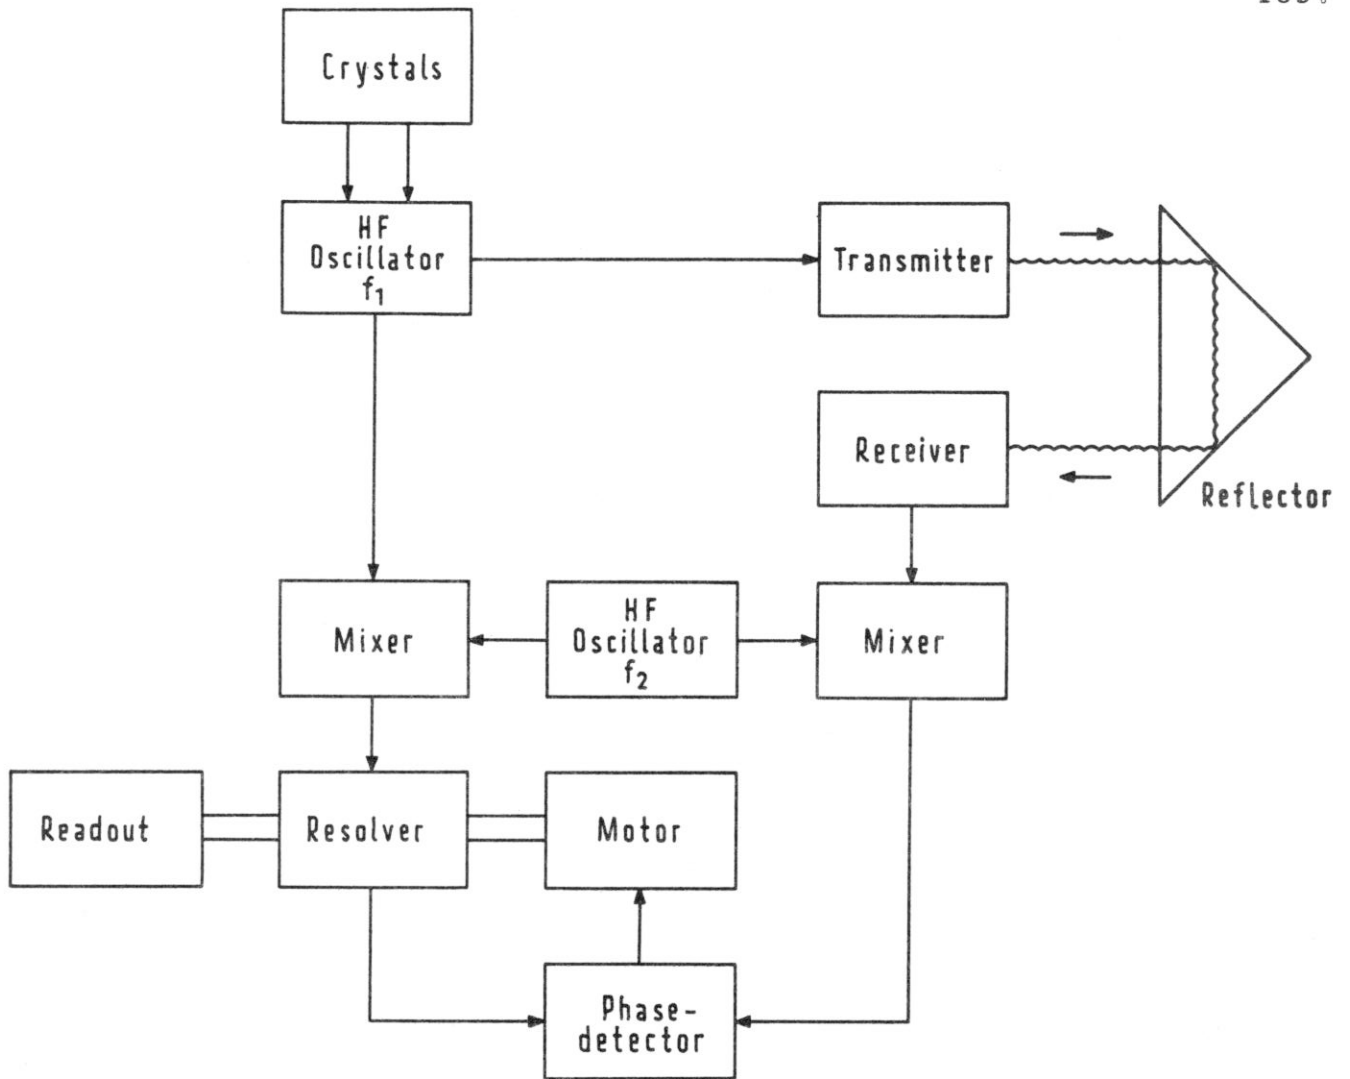 Crystals
HF
Oscillator
f₁
Transmitter
Receiver
Reflector
Mixer
HF
Oscillator
f₂
Mixer
Readout
Resolver
Motor
Phase-
detector